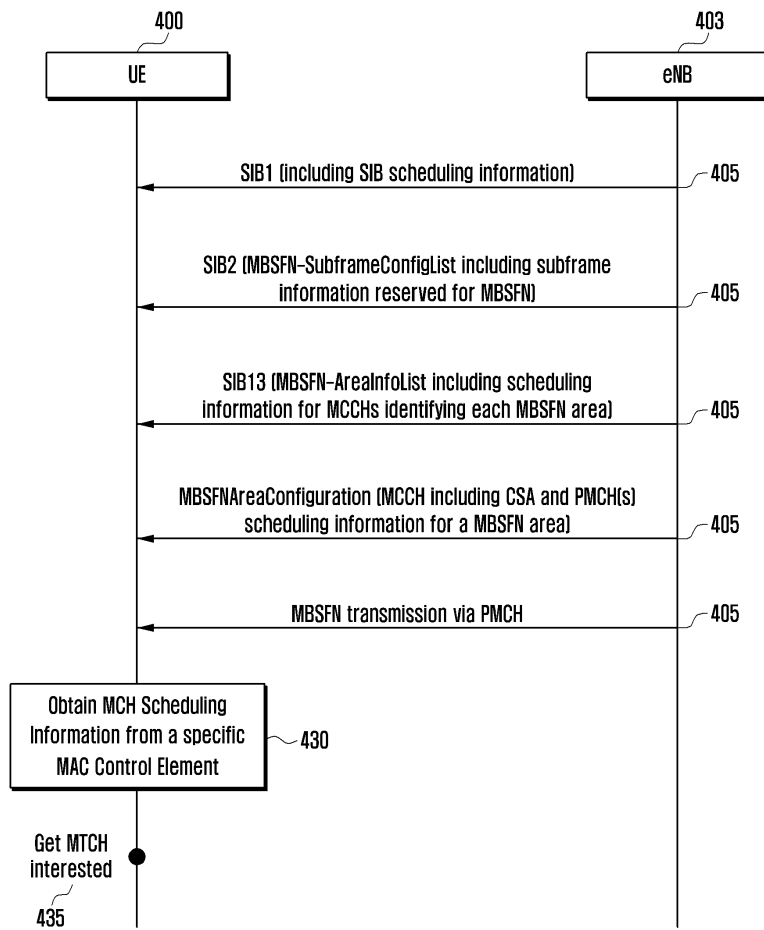 400
403
UE
eNB
SIB1 (including SIB scheduling information)
405
SIB2 (MBSFN-SubframeConfigList including subframe
information reserved for MBSFN)
405
SIB13 (MBSFN-AreaInfoList including scheduling
information for MCCHs identifying each MBSFN area)
405
MBSFNAreaConfiguration (MCCH including CSA and PMCH(s)
scheduling information for a MBSFN area)
405
MBSFN transmission via PMCH
405
Obtain MCH Scheduling
Information from a specific
MAC Control Element
430
Get MTCH
interested
435